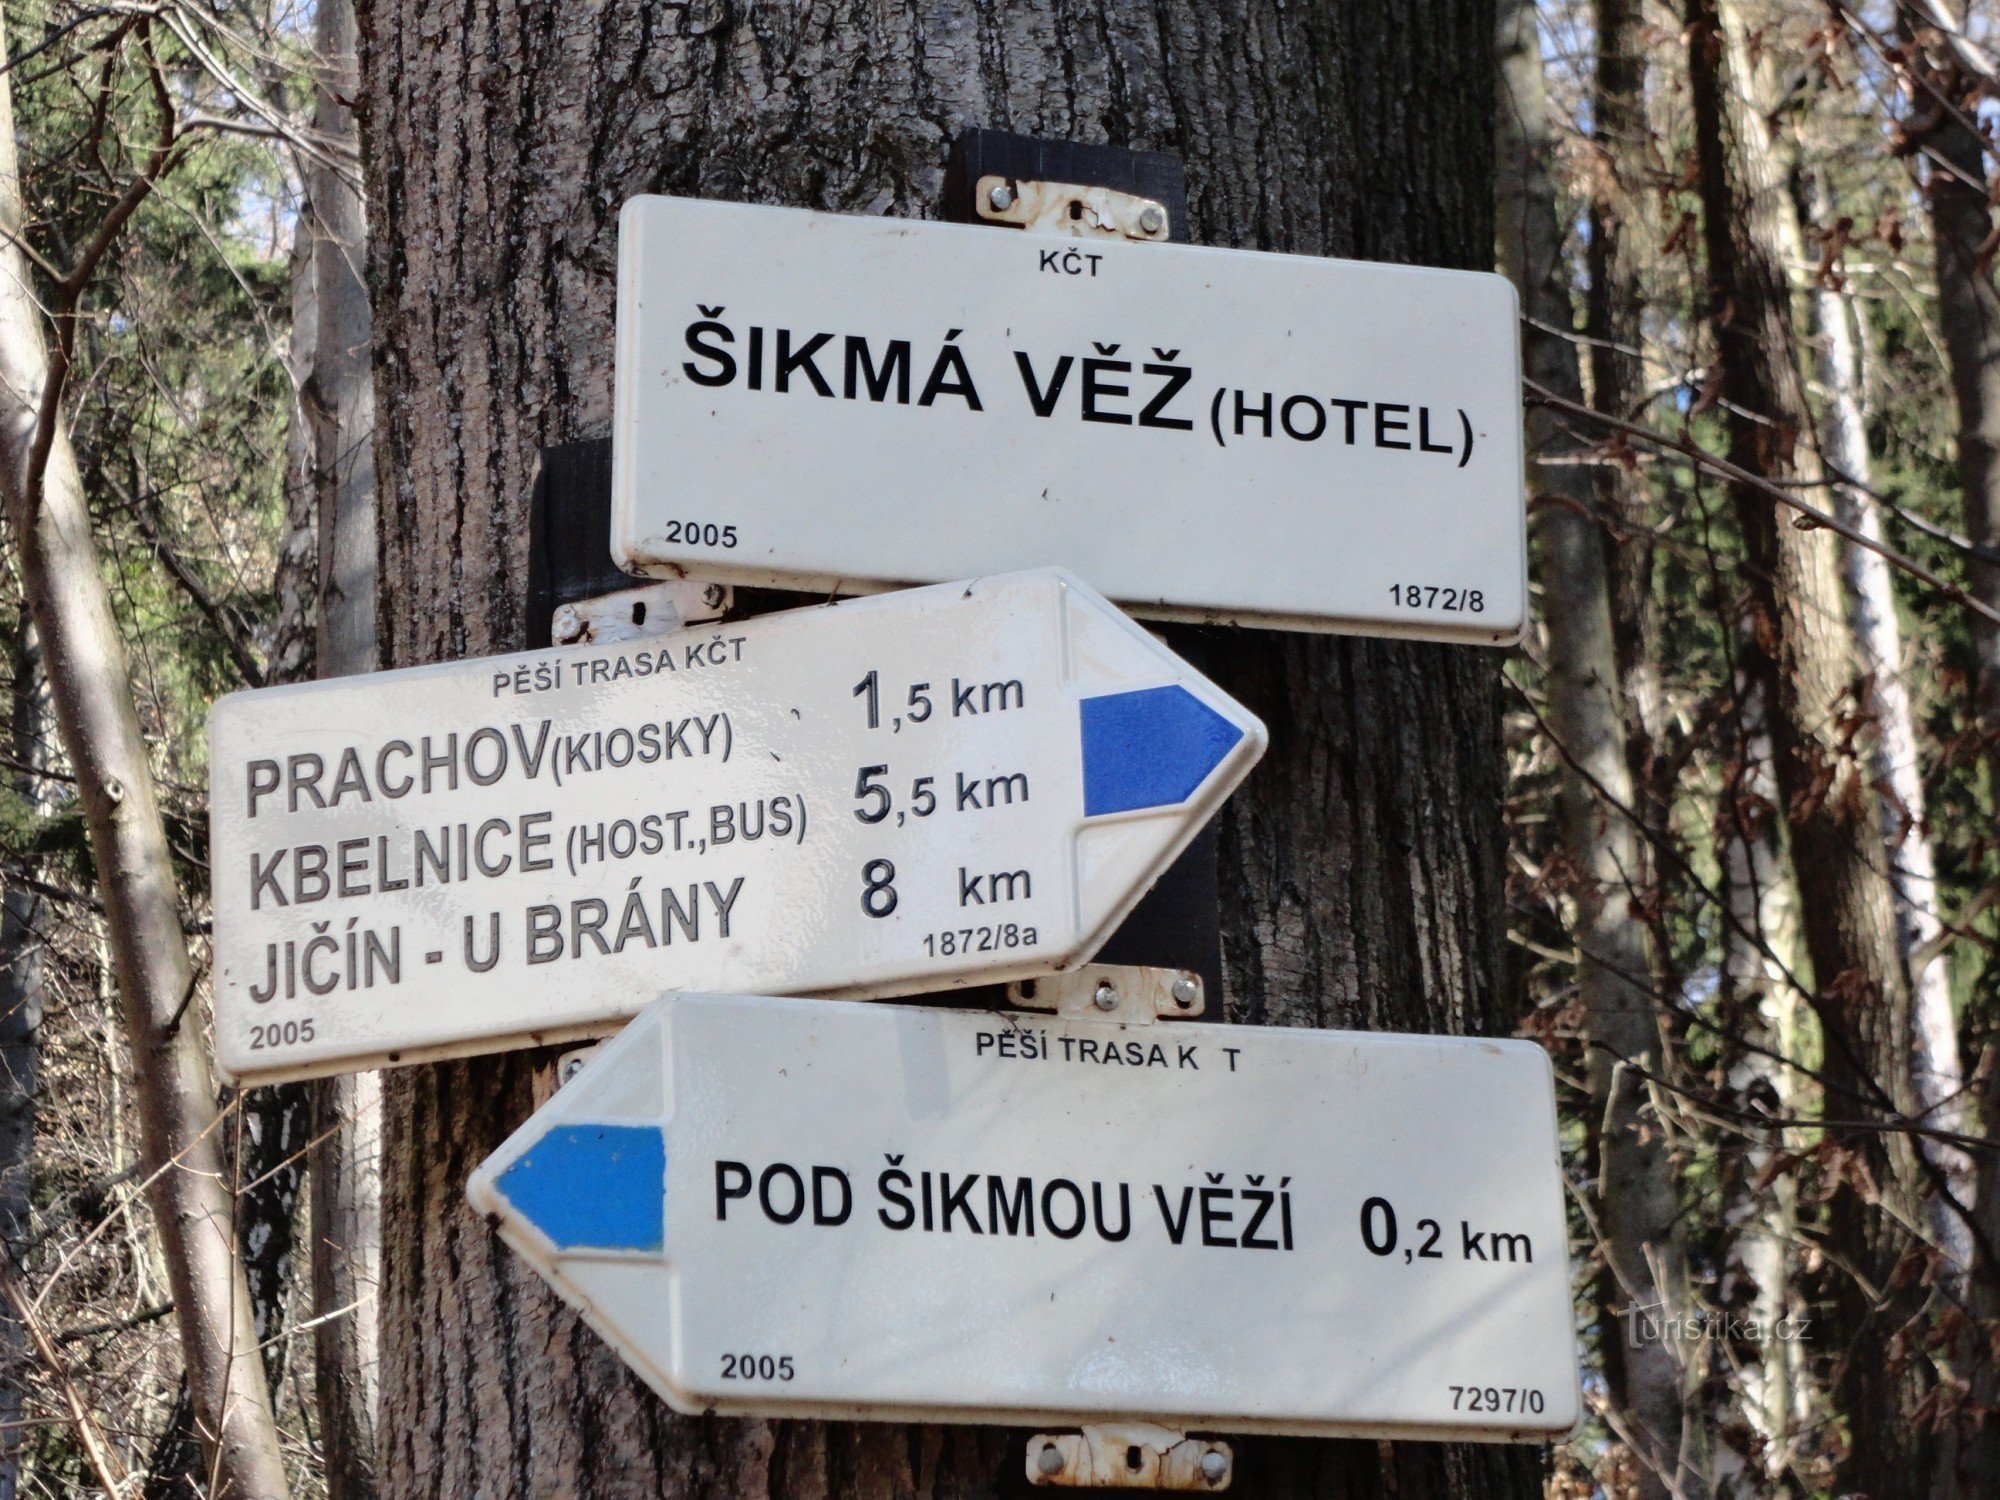 KČT
ŠIKMÁ VĚŽ (HOTEL)
2005
1872/8
PĚŠÍ TRASA KČT
PRACHOV (KIOSKY) 1,5 km
KBELNICE (HOST.,BUS) 5,5 km
JIČÍN - U BRÁNY 8 km
1872/8a
2005
PĚŠÍ TRASA K T
POD ŠIKMOU VĚŽÍ 0,2 km
2005
7297/0
Turistika.cz